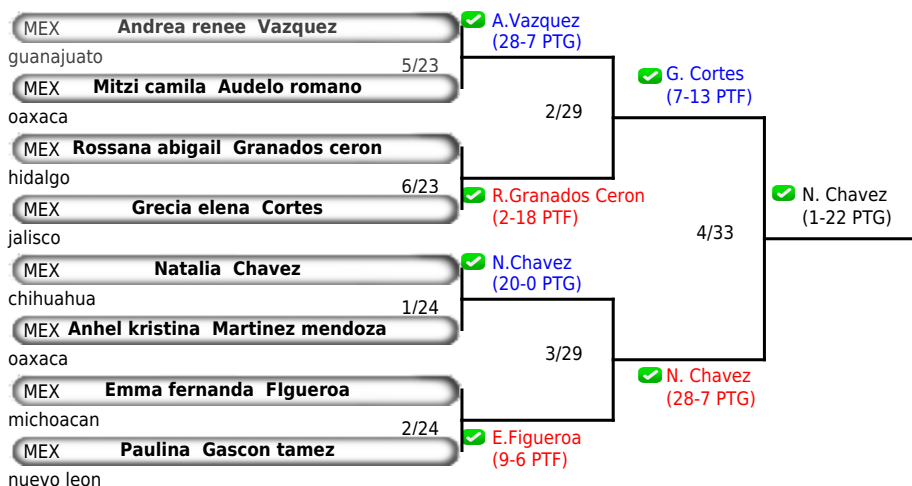 MEX Andrea renee Vazquez
guanajuato
5/23
MEX Mitzi camila Audelo romano
oaxaca
MEX Rossana abigail Granados ceron
hidalgo
6/23
MEX Grecia elena Cortes
jalisco
MEX Natalia Chavez
chihuahua
1/24
MEX Anhel kristina Martinez mendoza
oaxaca
MEX Emma fernanda FIgueroa
michoacan
2/24
MEX Paulina Gascon tamez
nuevo leon
A.Vazquez
(28-7 PTG)
2/29
R.Granados Ceron
(2-18 PTF)
N.Chavez
(20-0 PTG)
3/29
E.Figueroa
(9-6 PTF)
G. Cortes
(7-13 PTF)
4/33
N. Chavez
(28-7 PTG)
N. Chavez
(1-22 PTG)